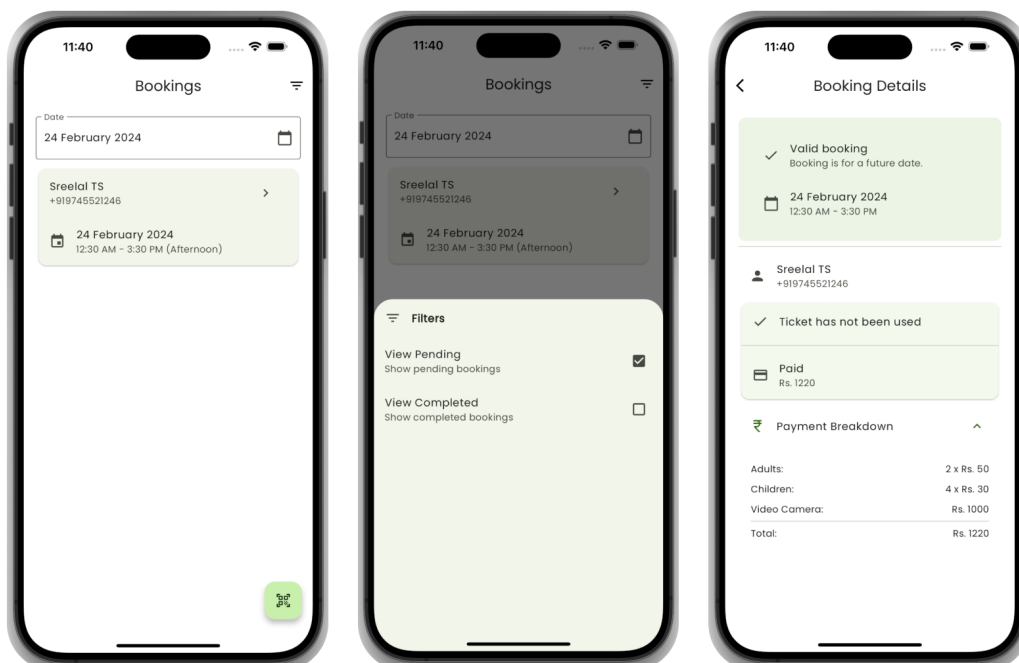 11:40
Bookings
Date
24 February 2024
Sreelal TS
+919745521246
24 February 2024
12:30 AM - 3:30 PM (Afternoon)
11:40
Bookings
Date
24 February 2024
Sreelal TS
+919745521246
24 February 2024
12:30 AM - 3:30 PM (Afternoon)
Filters
View Pending
Show pending bookings
View Completed
Show completed bookings
11:40
Booking Details
Valid booking
Booking is for a future date.
24 February 2024
12:30 AM - 3:30 PM
Sreelal TS
+919745521246
Ticket has not been used
Paid
Rs. 1220
₹ Payment Breakdown
Adults: 2 x Rs. 50
Children: 4 x Rs. 30
Video Camera: Rs. 1000
Total: Rs. 1220